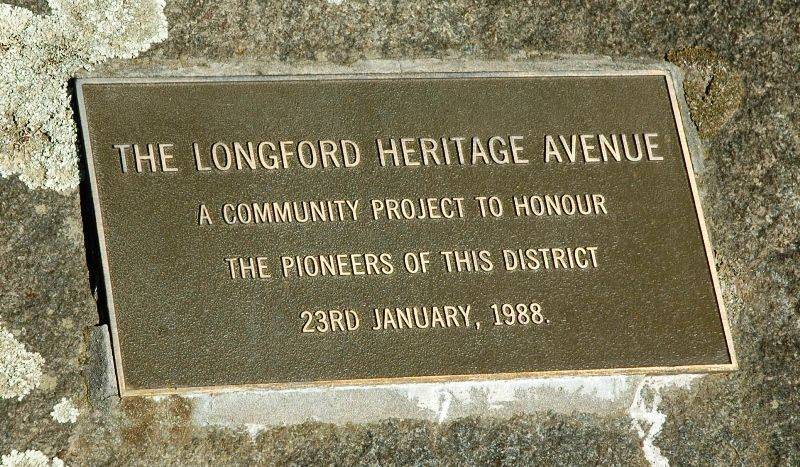 THE LONGFORD HERITAGE AVENUE
A COMMUNITY PROJECT TO HONOUR
THE PIONEERS OF THIS DISTRICT
23RD JANUARY, 1988.